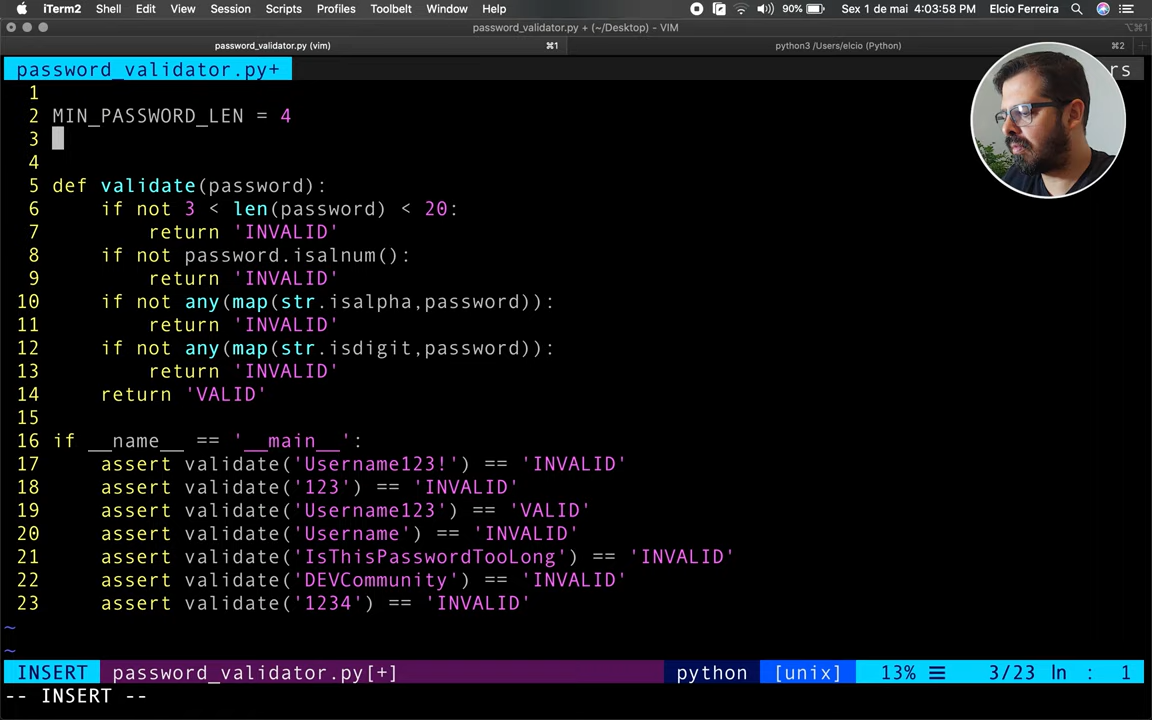 iTerm2 Shell Edit View Session Scripts Profiles Toolbelt Window Help 90% Sex 1 de mai 4:03:58 PM Elcio Ferreira
password_validator.py + (~/Desktop) - VIM ⌥⌘1
password_validator.py (vim) ⌘1 python3 /Users/elcio (Python) ⌘2
password_validator.py+ rs
1
2 MIN_PASSWORD_LEN = 4
3
4
5 def validate(password):
6 if not 3 < len(password) < 20:
7 return 'INVALID'
8 if not password.isalnum():
9 return 'INVALID'
10 if not any(map(str.isalpha,password)):
11 return 'INVALID'
12 if not any(map(str.isdigit,password)):
13 return 'INVALID'
14 return 'VALID'
15
16 if __name__ == '__main__':
17 assert validate('Username123!') == 'INVALID'
18 assert validate('123') == 'INVALID'
19 assert validate('Username123') == 'VALID'
20 assert validate('Username') == 'INVALID'
21 assert validate('IsThisPasswordTooLong') == 'INVALID'
22 assert validate('DEVCommunity') == 'INVALID'
23 assert validate('1234') == 'INVALID'
~
~
INSERT password_validator.py[+] python [unix] 13% ☰ 3/23 ln : 1
-- INSERT --